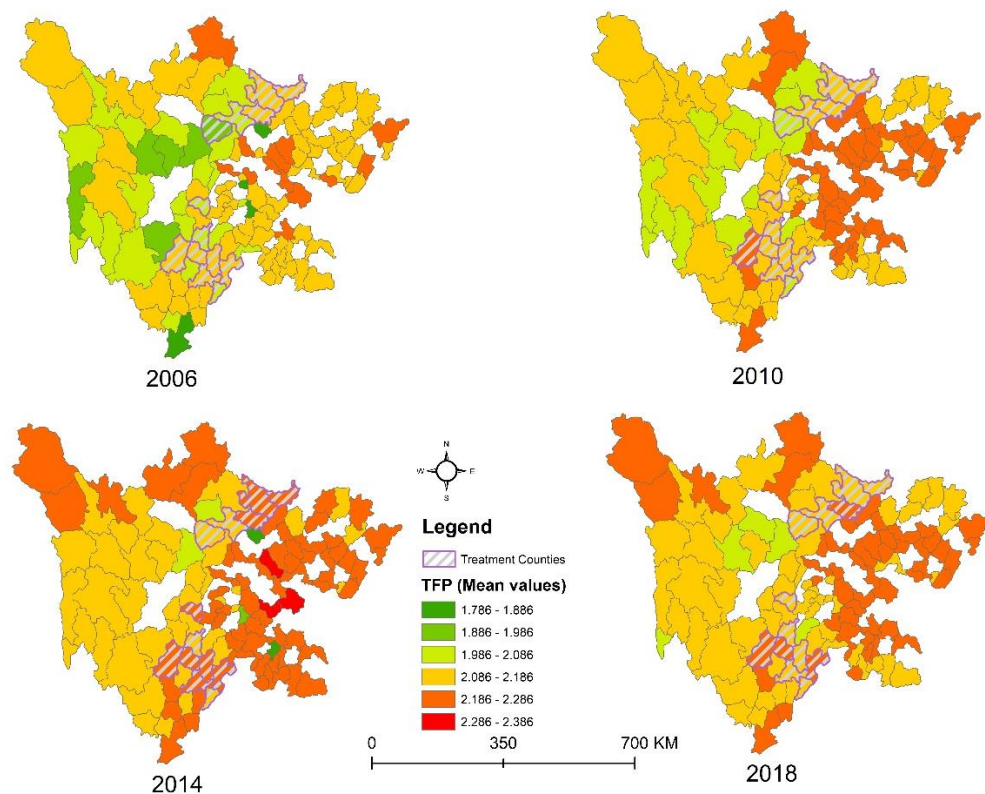 2006
2010
N
W E
S
Legend
Treatment Counties
TFP (Mean values)
1.786 - 1.886
1.886 - 1.986
1.986 - 2.086
2.086 - 2.186
2.186 - 2.286
2.286 - 2.386
0 350 700 KM
2014
2018